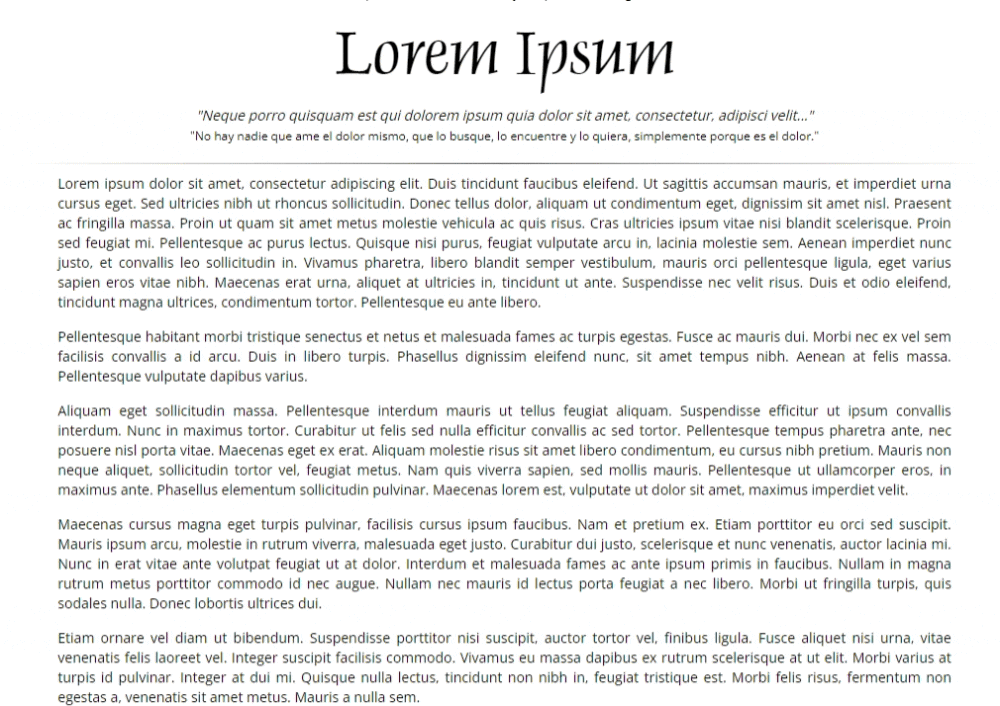 Lorem Ipsum
"Neque porro quisquam est qui dolorem ipsum quia dolor sit amet, consectetur, adipisci velit..."
"No hay nadie que ame el dolor mismo, que lo busque, lo encuentre y lo quiera, simplemente porque es el dolor."
Lorem ipsum dolor sit amet, consectetur adipiscing elit. Duis tincidunt faucibus eleifend. Ut sagittis accumsan mauris, et imperdiet urna
cursus eget. Sed ultricies nibh ut rhoncus sollicitudin. Donec tellus dolor, aliquam ut condimentum eget, dignissim sit amet nisl. Praesent
ac fringilla massa. Proin ut quam sit amet metus molestie vehicula ac quis risus. Cras ultricies ipsum vitae nisi blandit scelerisque. Proin
sed feugiat mi. Pellentesque ac purus lectus. Quisque nisi purus, feugiat vulputate arcu in, lacinia molestie sem. Aenean imperdiet nunc
justo, et convallis leo sollicitudin in. Vivamus pharetra, libero blandit semper vestibulum, mauris orci pellentesque ligula, eget varius
sapien eros vitae nibh. Maecenas erat urna, aliquet at ultricies in, tincidunt ut ante. Suspendisse nec velit risus. Duis et odio eleifend,
tincidunt magna ultrices, condimentum tortor. Pellentesque eu ante libero.
Pellentesque habitant morbi tristique senectus et netus et malesuada fames ac turpis egestas. Fusce ac mauris dui. Morbi nec ex vel sem
facilisis convallis a id arcu. Duis in libero turpis. Phasellus dignissim eleifend nunc, sit amet tempus nibh. Aenean at felis massa.
Pellentesque vulputate dapibus varius.
Aliquam eget sollicitudin massa. Pellentesque interdum mauris ut tellus feugiat aliquam. Suspendisse efficitur ut ipsum convallis
interdum. Nunc in maximus tortor. Curabitur ut felis sed nulla efficitur convallis ac sed tortor. Pellentesque tempus pharetra ante, nec
posuere nisl porta vitae. Maecenas eget ex erat. Aliquam molestie risus sit amet libero condimentum, eu cursus nibh pretium. Mauris non
neque aliquet, sollicitudin tortor vel, feugiat metus. Nam quis viverra sapien, sed mollis mauris. Pellentesque ut ullamcorper eros, in
maximus ante. Phasellus elementum sollicitudin pulvinar. Maecenas lorem est, vulputate ut dolor sit amet, maximus imperdiet velit.
Maecenas cursus magna eget turpis pulvinar, facilisis cursus ipsum faucibus. Nam et pretium ex. Etiam porttitor eu orci sed suscipit.
Mauris ipsum arcu, molestie in rutrum viverra, malesuada eget justo. Curabitur dui justo, scelerisque et nunc venenatis, auctor lacinia mi.
Nunc in erat vitae ante volutpat feugiat ut at dolor. Interdum et malesuada fames ac ante ipsum primis in faucibus. Nullam in magna
rutrum metus porttitor commodo id nec augue. Nullam nec mauris id lectus porta feugiat a nec libero. Morbi ut fringilla turpis, quis
sodales nulla. Donec lobortis ultrices dui.
Etiam ornare vel diam ut bibendum. Suspendisse porttitor nisi suscipit, auctor tortor vel, finibus ligula. Fusce aliquet nisi urna, vitae
venenatis felis laoreet vel. Integer suscipit facilisis commodo. Vivamus eu massa dapibus ex rutrum scelerisque at ut elit. Morbi varius at
turpis id pulvinar. Integer at dui mi. Quisque nulla lectus, tincidunt non nibh in, feugiat tristique est. Morbi felis risus, fermentum non
egestas a, venenatis sit amet metus. Mauris a nulla sem.